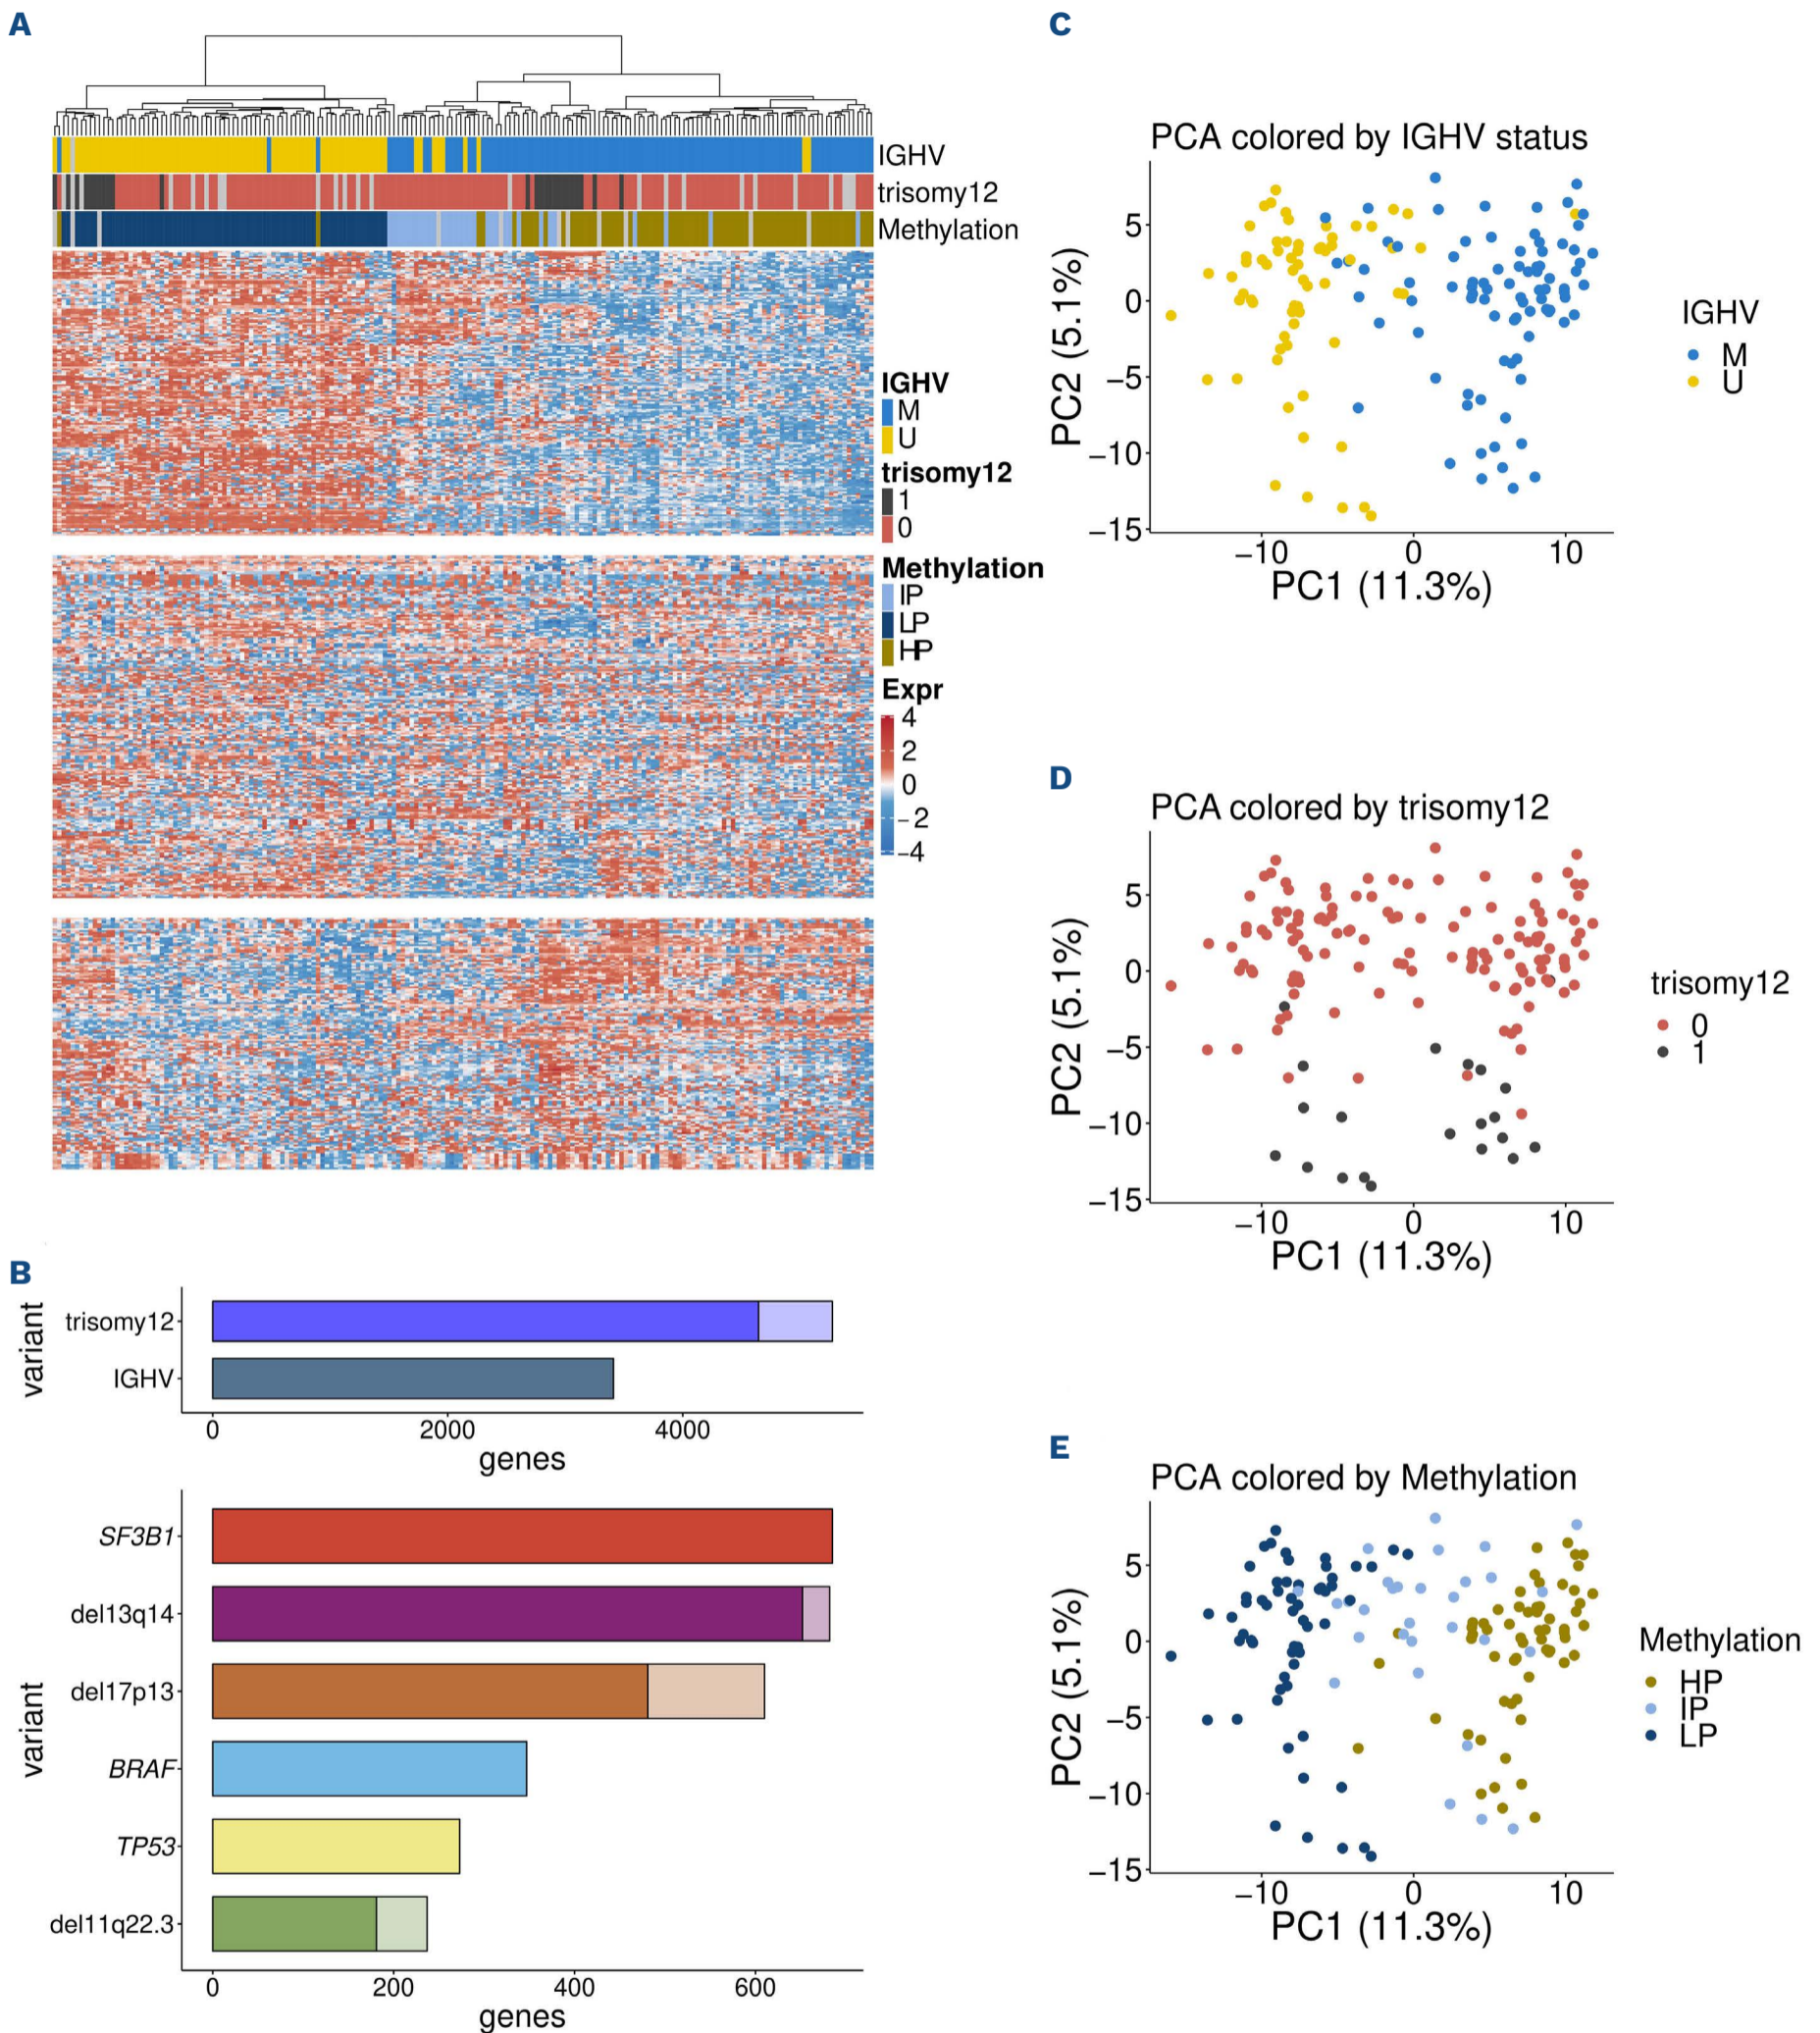 A
IGHV
trisomy12
Methylation
IGHV
M
U
trisomy12
1
0
Methylation
IP
LP
HP
Expr
4
2
0
−2
−4
B
variant
trisomy12
IGHV
0 2000 4000
genes
variant
SF3B1
del13q14
del17p13
BRAF
TP53
del11q22.3
0 200 400 600
genes
C
PCA colored by IGHV status
PC2 (5.1%)
5
0
−5
−10
−15
−10 0 10
PC1 (11.3%)
IGHV
M
U
D
PCA colored by trisomy12
PC2 (5.1%)
5
0
−5
−10
−15
−10 0 10
PC1 (11.3%)
trisomy12
0
1
E
PCA colored by Methylation
PC2 (5.1%)
5
0
−5
−10
−15
−10 0 10
PC1 (11.3%)
Methylation
HP
IP
LP